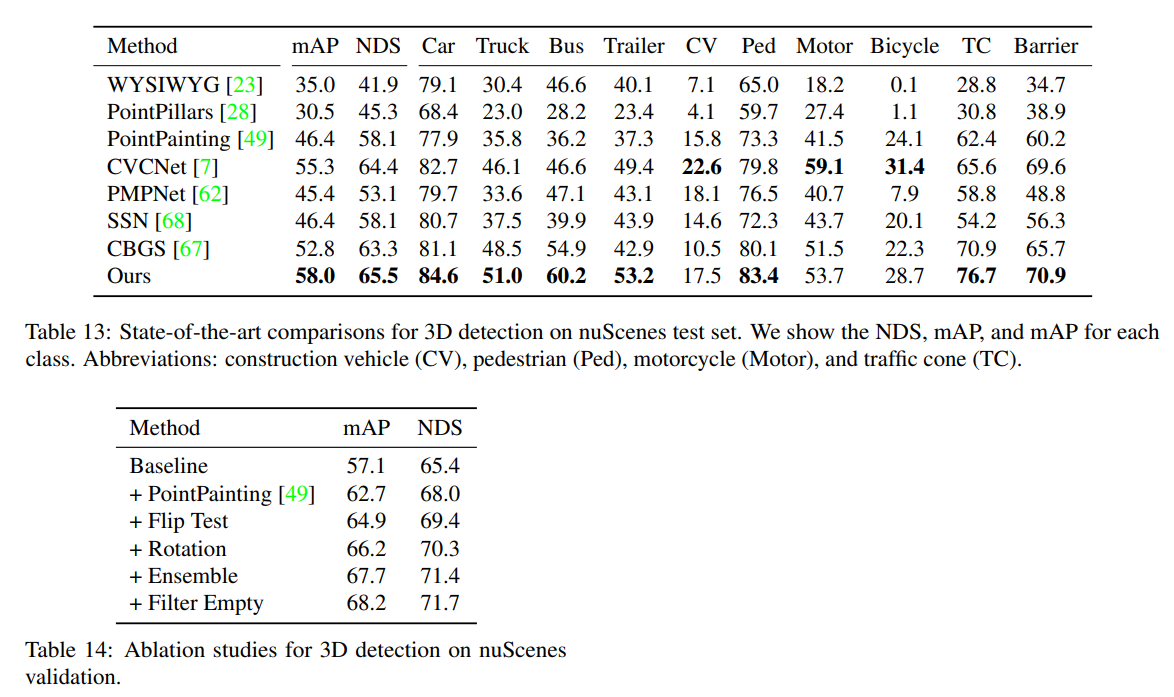 Method mAP NDS Car Truck Bus Trailer CV Ped Motor Bicycle TC Barrier
WYSIWYG [23] 35.0 41.9 79.1 30.4 46.6 40.1 7.1 65.0 18.2 0.1 28.8 34.7
PointPillars [28] 30.5 45.3 68.4 23.0 28.2 23.4 4.1 59.7 27.4 1.1 30.8 38.9
PointPainting [49] 46.4 58.1 77.9 35.8 36.2 37.3 15.8 73.3 41.5 24.1 62.4 60.2
CVCNet [7] 55.3 64.4 82.7 46.1 46.6 49.4 22.6 79.8 59.1 31.4 65.6 69.6
PMPNet [62] 45.4 53.1 79.7 33.6 47.1 43.1 18.1 76.5 40.7 7.9 58.8 48.8
SSN [68] 46.4 58.1 80.7 37.5 39.9 43.9 14.6 72.3 43.7 20.1 54.2 56.3
CBGS [67] 52.8 63.3 81.1 48.5 54.9 42.9 10.5 80.1 51.5 22.3 70.9 65.7
Ours 58.0 65.5 84.6 51.0 60.2 53.2 17.5 83.4 53.7 28.7 76.7 70.9
Table 13: State-of-the-art comparisons for 3D detection on nuScenes test set. We show the NDS, mAP, and mAP for each
class. Abbreviations: construction vehicle (CV), pedestrian (Ped), motorcycle (Motor), and traffic cone (TC).
Method mAP NDS
Baseline 57.1 65.4
+ PointPainting [49] 62.7 68.0
+ Flip Test 64.9 69.4
+ Rotation 66.2 70.3
+ Ensemble 67.7 71.4
+ Filter Empty 68.2 71.7
Table 14: Ablation studies for 3D detection on nuScenes
validation.